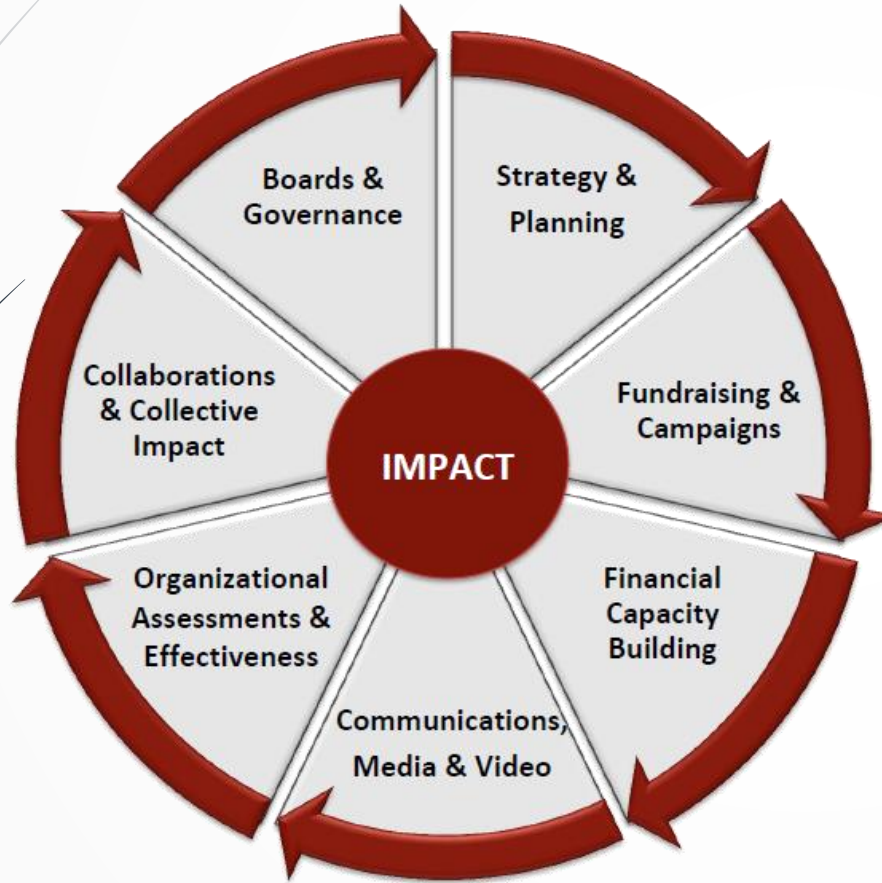 Boards &
Governance
Strategy &
Planning
Fundraising &
Campaigns
Financial
Capacity
Building
Communications,
Media & Video
Organizational
Assessments &
Effectiveness
Collaborations
& Collective
Impact
IMPACT